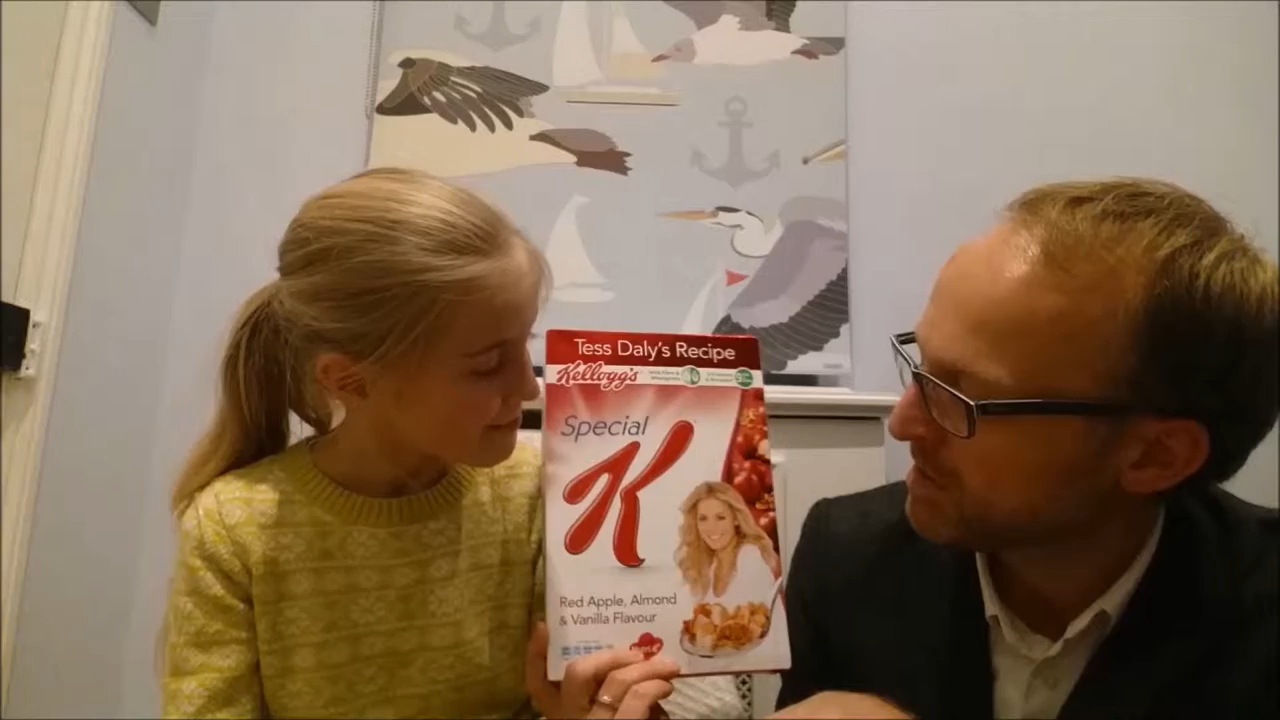 Tess Daly's Recipe
Kellogg's
Special
K
Red Apple, Almond
& Vanilla Flavour